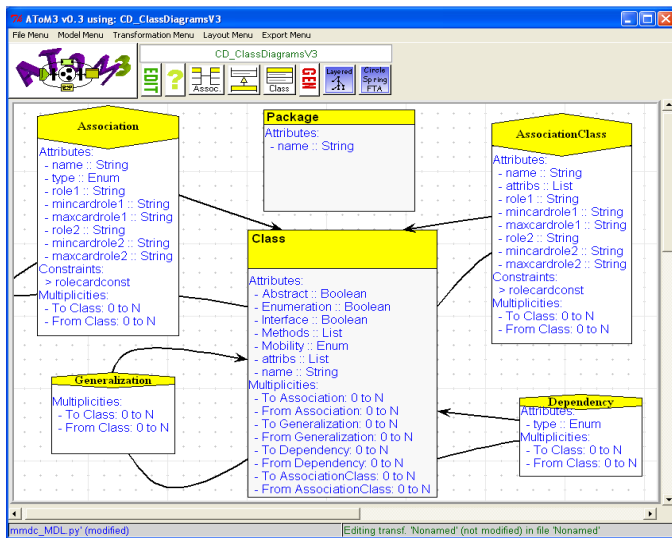 AToM3 v0.3 using: CD_ClassDiagramsV3
File Menu Model Menu Transformation Menu Layout Menu Export Menu
CD_ClassDiagramsV3
AToM3
EDIT ? Assoc. Class GEN Layered Circle Spring FTA
Association
Attributes:
- name :: String
- type :: Enum
- role1 :: String
- mincardrole1 :: String
- maxcardrole1 :: String
- role2 :: String
- mincardrole2 :: String
- maxcardrole2 :: String
Constraints:
> rolecardconst
Multiplicities:
- To Class: 0 to N
- From Class: 0 to N
Package
Attributes:
- name :: String
AssociationClass
Attributes:
- name :: String
- attribs :: List
- role1 :: String
- mincardrole1 :: String
- maxcardrole1 :: String
- role2 :: String
- mincardrole2 :: String
- maxcardrole2 :: String
Constraints:
> rolecardconst
Multiplicities:
- To Class: 0 to N
- From Class: 0 to N
Class
Attributes:
- Abstract :: Boolean
- Enumeration :: Boolean
- Interface :: Boolean
- Methods :: List
- Mobility :: Enum
- attribs :: List
- name :: String
Multiplicities:
- To Association: 0 to N
- From Association: 0 to N
- To Generalization: 0 to N
- From Generalization: 0 to N
- To Dependency: 0 to N
- From Dependency: 0 to N
- To AssociationClass: 0 to N
- From AssociationClass: 0 to N
Generalization
Multiplicities:
- To Class: 0 to N
- From Class: 0 to N
Dependency
Attributes:
- type :: Enum
Multiplicities:
- To Class: 0 to N
- From Class: 0 to N
mmdc_MDL.py' (modified)
Editing transf. 'Nonamed' (not modified) in file 'Nonamed'